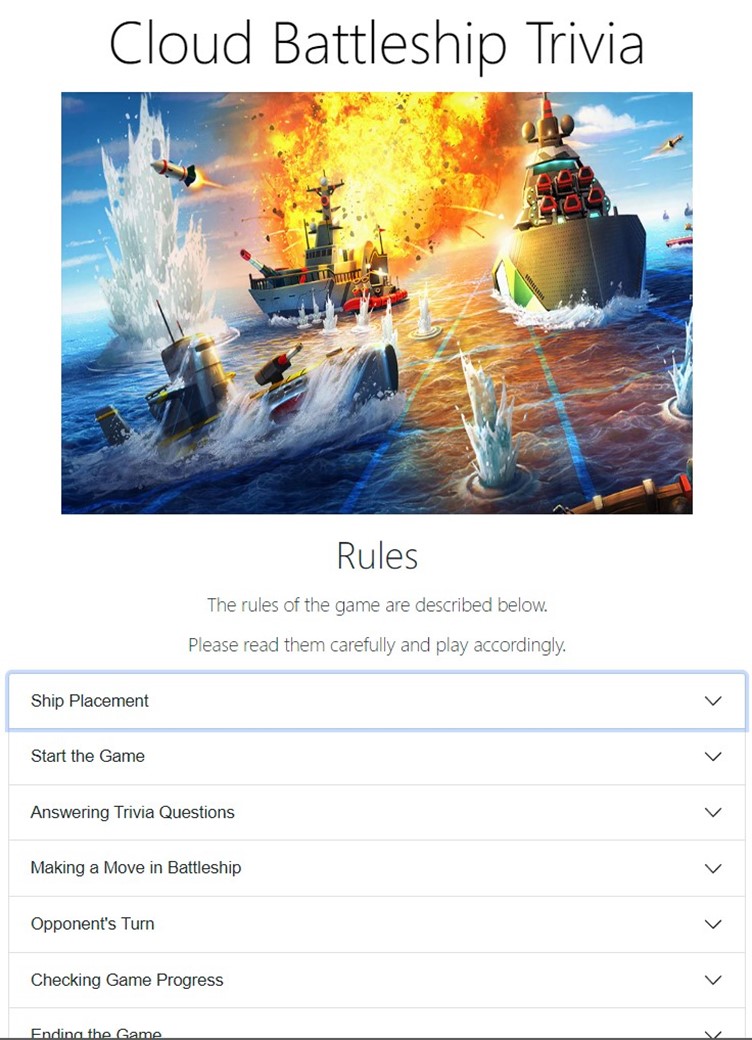 Cloud Battleship Trivia
Rules
The rules of the game are described below.
Please read them carefully and play accordingly.
Ship Placement
Start the Game
Answering Trivia Questions
Making a Move in Battleship
Opponent's Turn
Checking Game Progress
Ending the Game